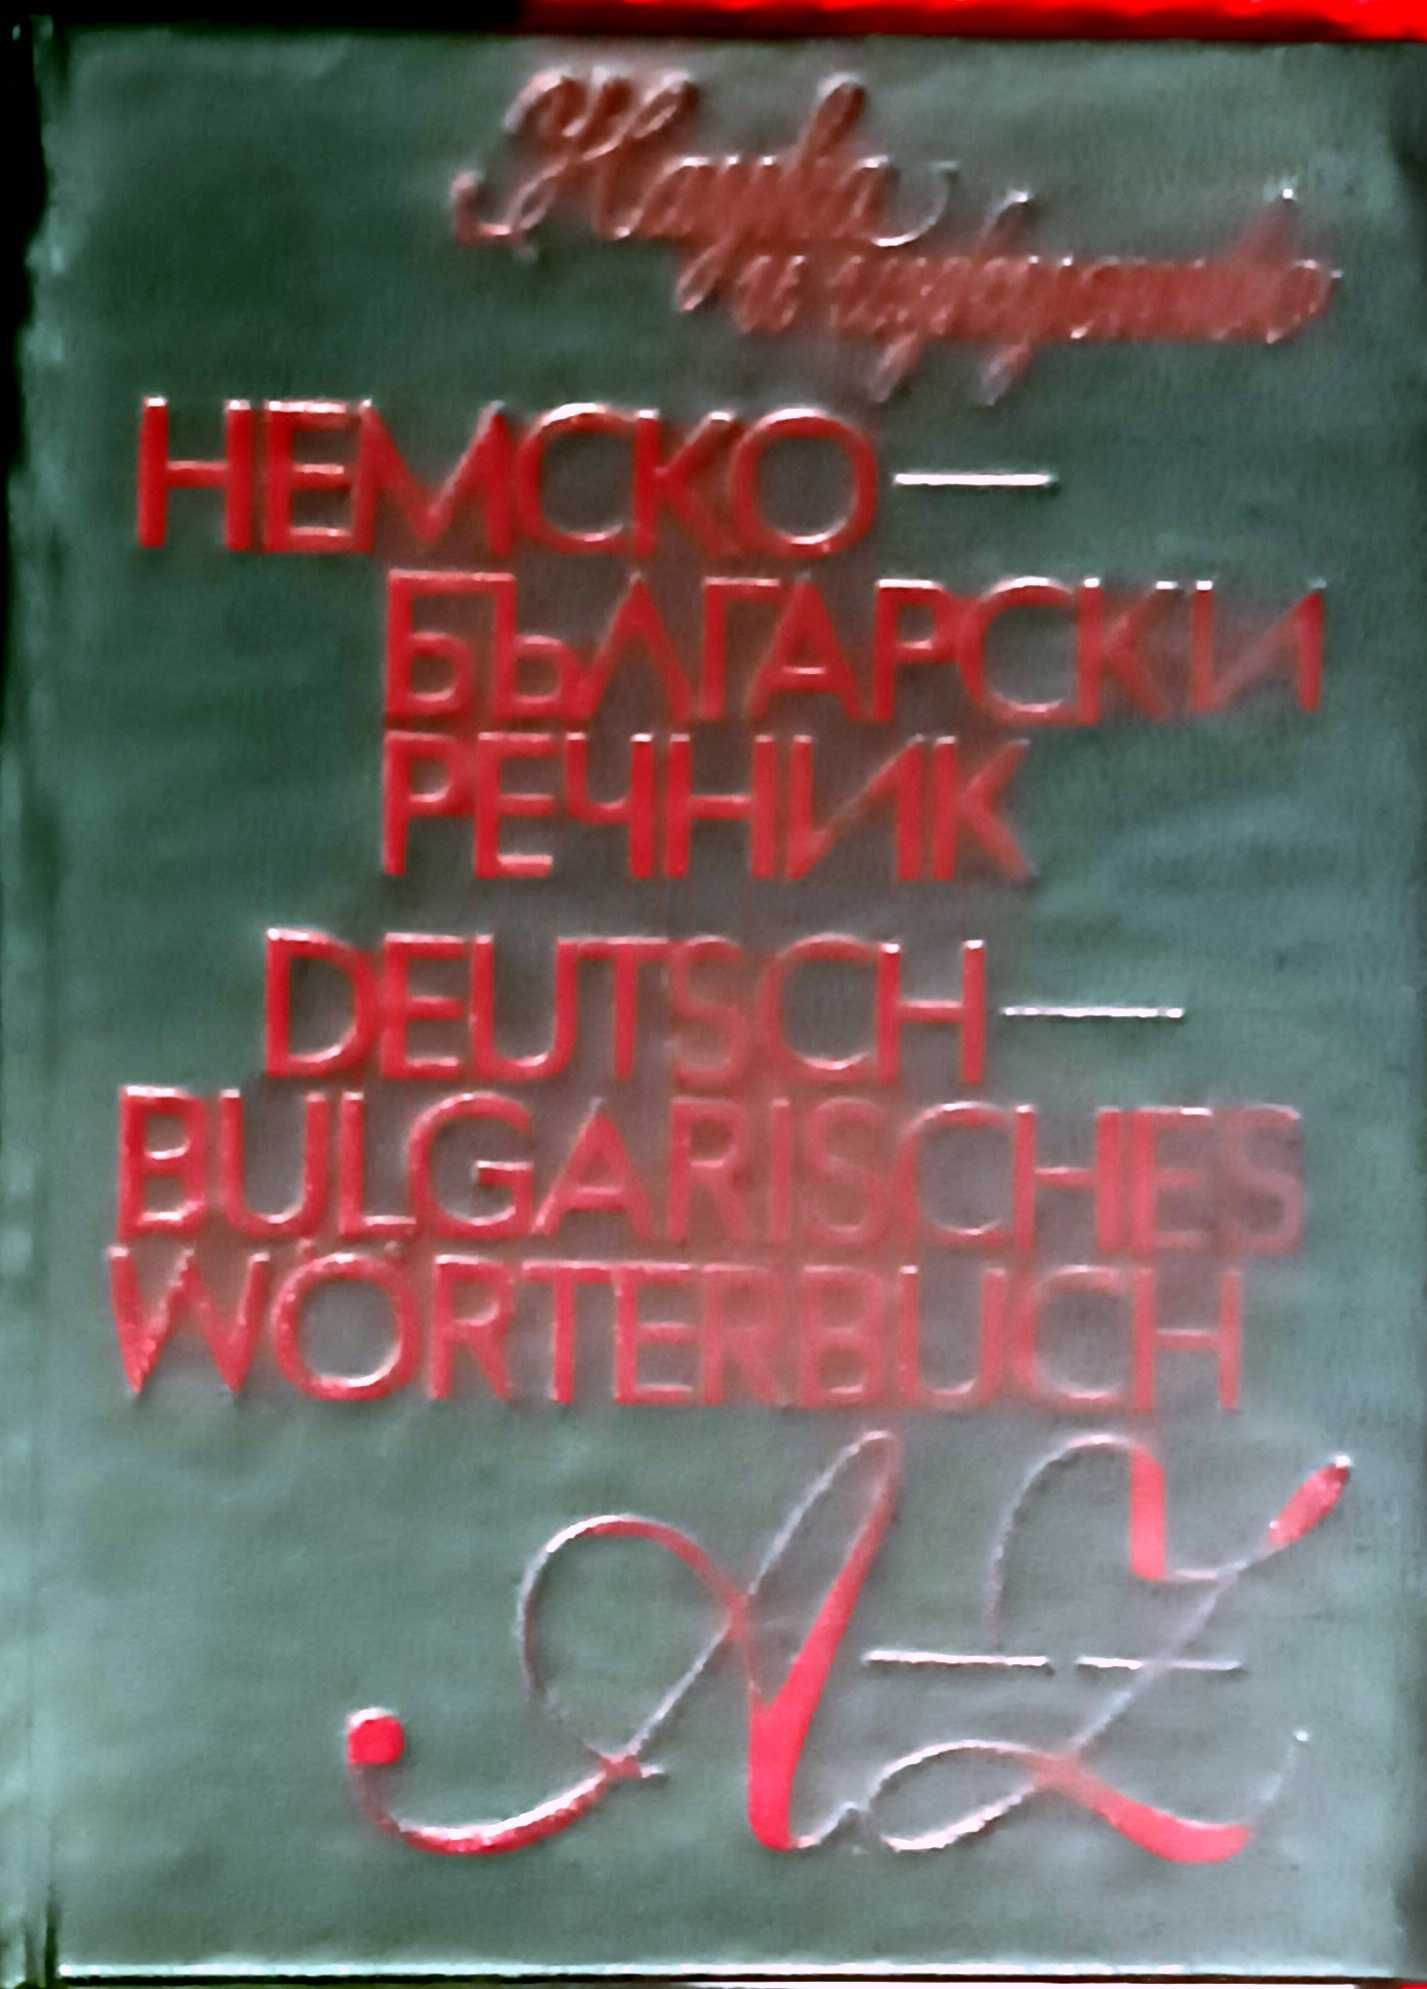 Наука
и изкуство
НЕМСКО—
БЪЛГАРСКИ
РЕЧНИК
DEUTSCH—
BULGARISCHES
WÖRTERBUCH
A—Z